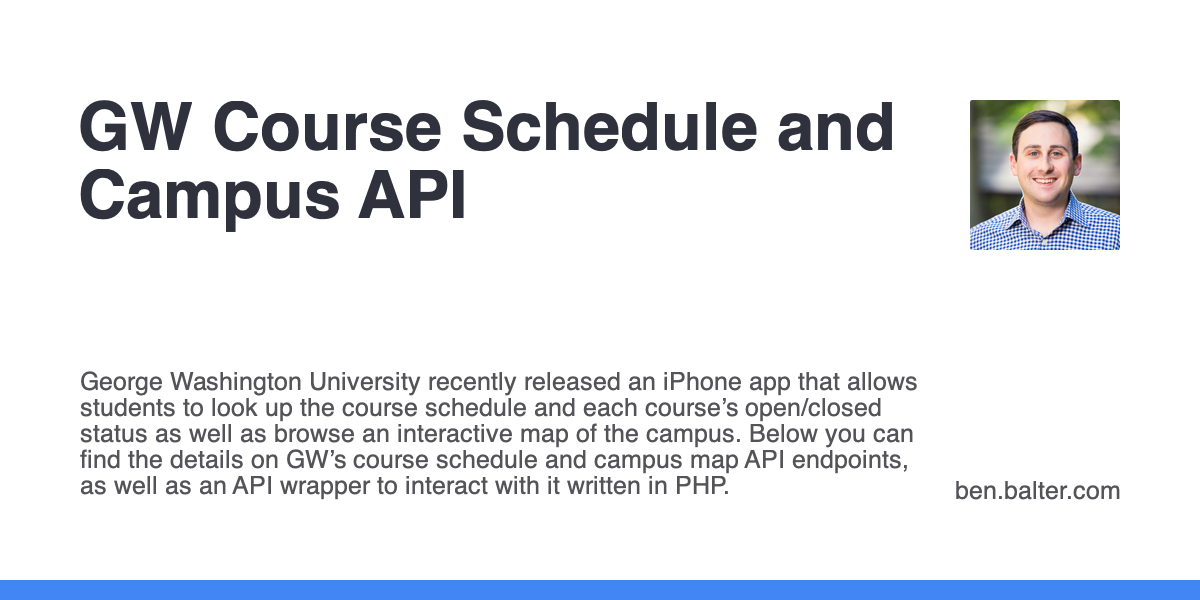 GW Course Schedule and
Campus API
George Washington University recently released an iPhone app that allows
students to look up the course schedule and each course’s open/closed
status as well as browse an interactive map of the campus. Below you can
find the details on GW’s course schedule and campus map API endpoints,
as well as an API wrapper to interact with it written in PHP.
ben.balter.com